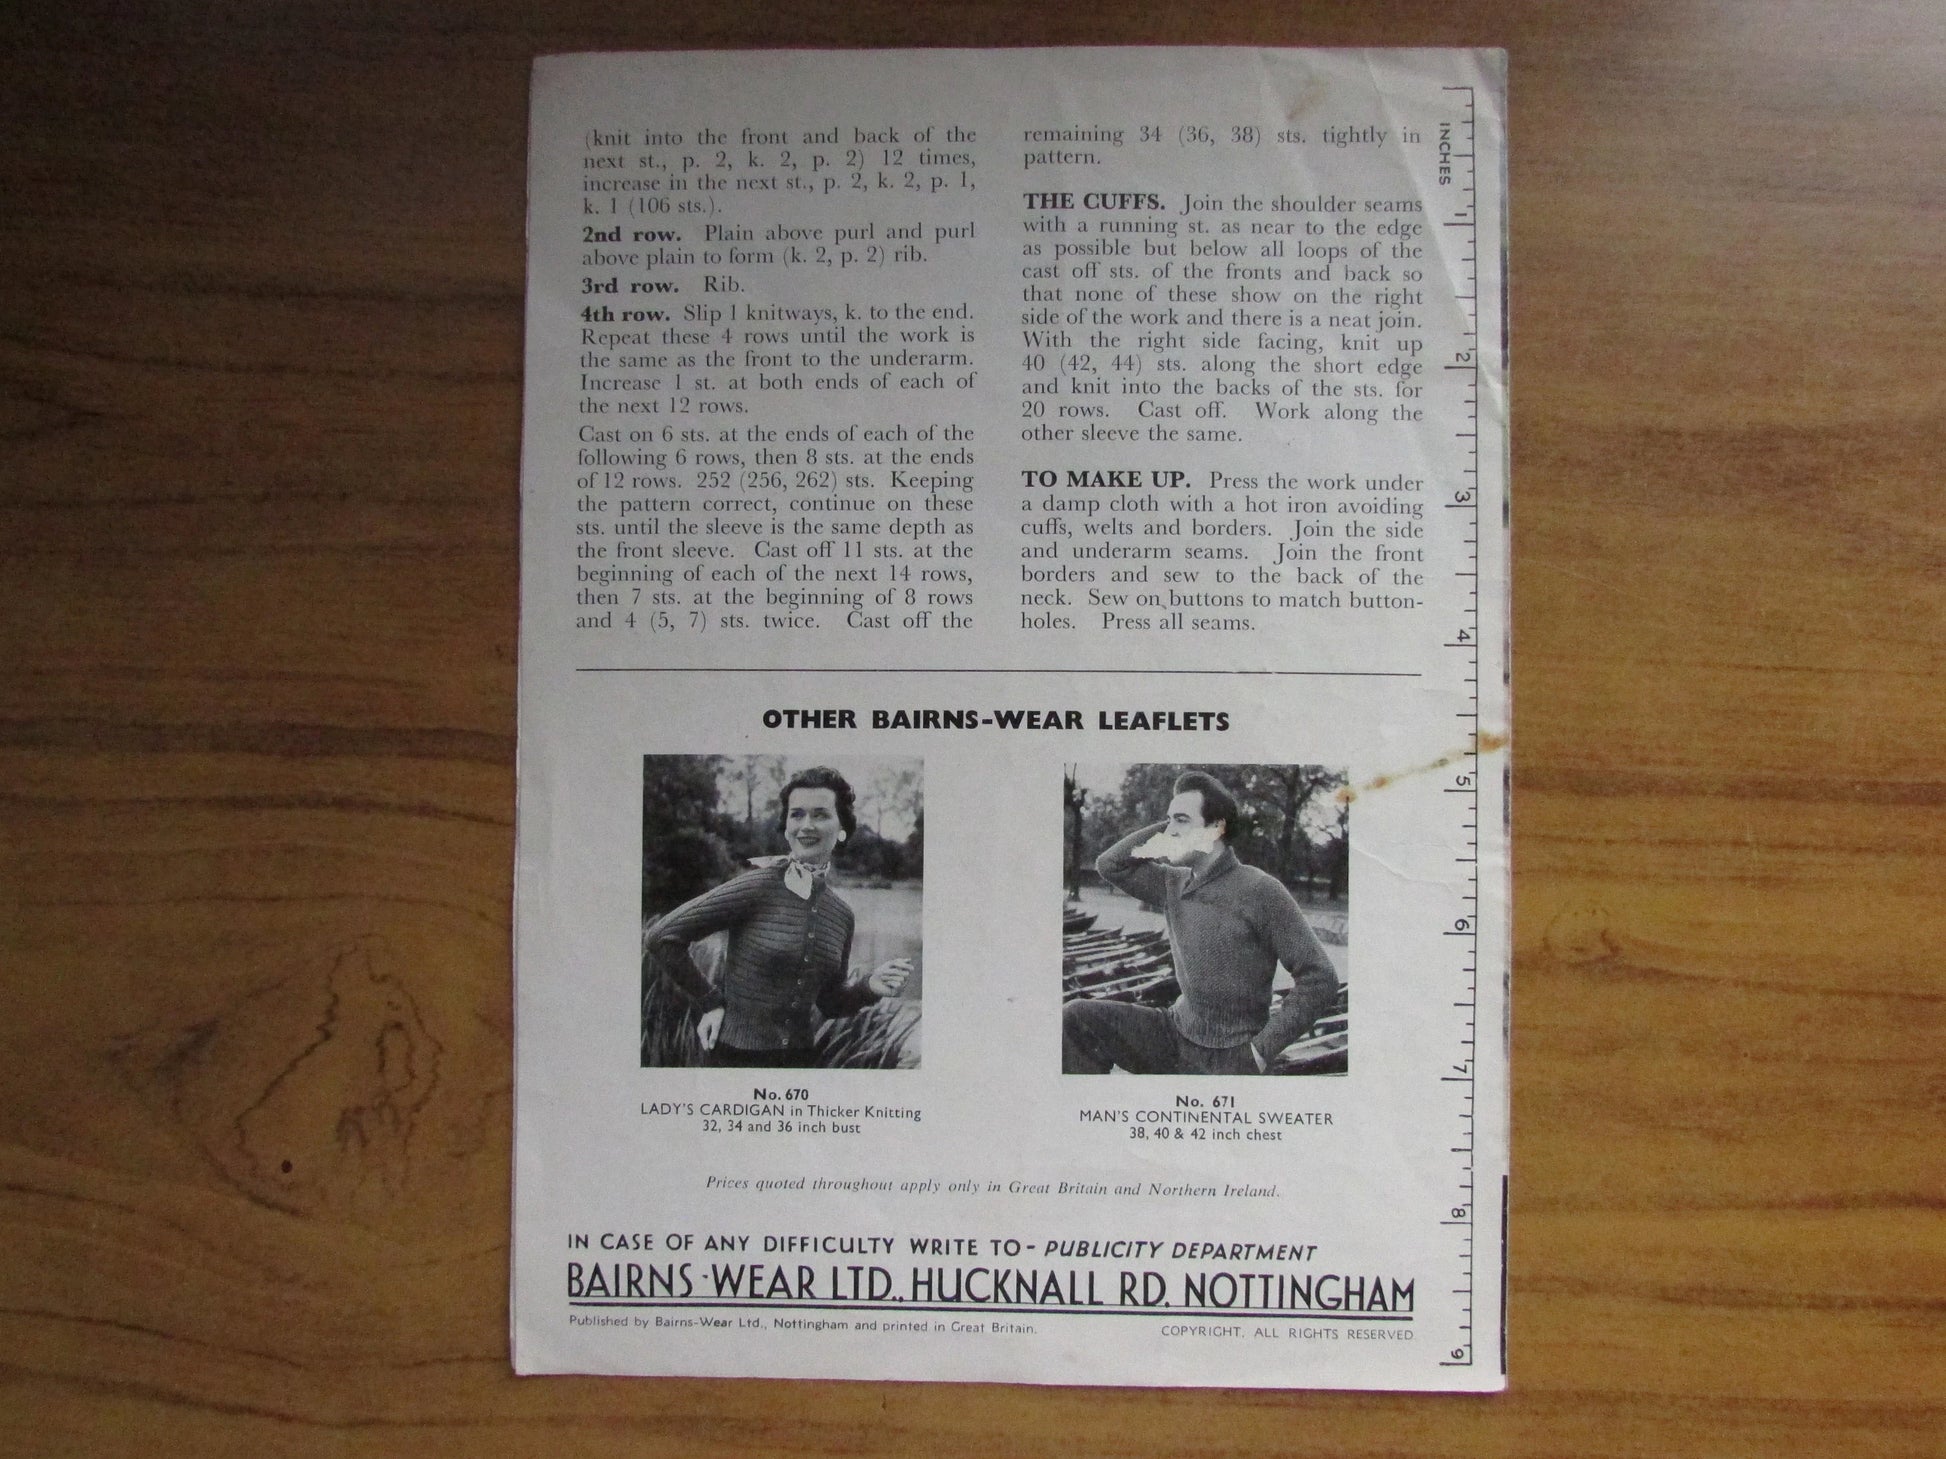 (knit into the front and back of the
next st., p. 2, k. 2, p. 2) 12 times,
increase in the next st., p. 2, k. 2, p. 1,
k. 1 (106 sts.).
2nd row. Plain above purl and purl
above plain to form (k. 2, p. 2) rib.
3rd row. Rib.
4th row. Slip 1 knitways, k. to the end.
Repeat these 4 rows until the work is
the same as the front to the underarm.
Increase 1 st. at both ends of each of
the next 12 rows.
Cast on 6 sts. at the ends of each of the
following 6 rows, then 8 sts. at the ends
of 12 rows. 252 (256, 262) sts. Keeping
the pattern correct, continue on these
sts. until the sleeve is the same depth as
the front sleeve. Cast off 11 sts. at the
beginning of each of the next 14 rows,
then 7 sts. at the beginning of 8 rows
and 4 (5, 7) sts. twice. Cast off the
remaining 34 (36, 38) sts. tightly in
pattern.
THE CUFFS. Join the shoulder seams
with a running st. as near to the edge
as possible but below all loops of the
cast off sts. of the fronts and back so
that none of these show on the right
side of the work and there is a neat join.
With the right side facing, knit up
40 (42, 44) sts. along the short edge
and knit into the backs of the sts. for
20 rows. Cast off. Work along the
other sleeve the same.
TO MAKE UP. Press the work under
a damp cloth with a hot iron avoiding
cuffs, welts and borders. Join the side
and underarm seams. Join the front
borders and sew to the back of the
neck. Sew on buttons to match button-
holes. Press all seams.
INCHES
1
2
3
4
5
6
7
8
9
OTHER BAIRNS-WEAR LEAFLETS
No. 670
LADY'S CARDIGAN in Thicker Knitting
32, 34 and 36 inch bust
No. 671
MAN'S CONTINENTAL SWEATER
38, 40 & 42 inch chest
Prices quoted throughout apply only in Great Britain and Northern Ireland.
IN CASE OF ANY DIFFICULTY WRITE TO - PUBLICITY DEPARTMENT
BAIRNS-WEAR LTD., HUCKNALL RD. NOTTINGHAM
Published by Bairns-Wear Ltd., Nottingham and printed in Great Britain.
COPYRIGHT. ALL RIGHTS RESERVED